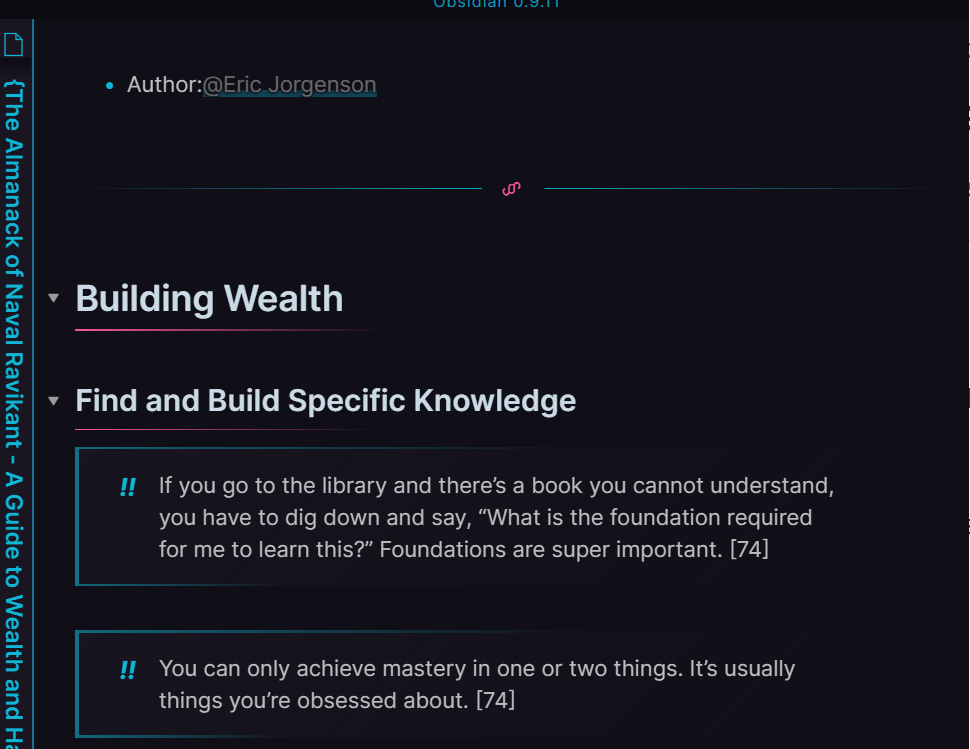 Obsidian 0.9.11
{The Almanack of Naval Ravikant - A Guide to Wealth and
Author:@Eric Jorgenson
Building Wealth
Find and Build Specific Knowledge
If you go to the library and there’s a book you cannot understand,
you have to dig down and say, “What is the foundation required
for me to learn this?” Foundations are super important. [74]
You can only achieve mastery in one or two things. It’s usually
things you’re obsessed about. [74]